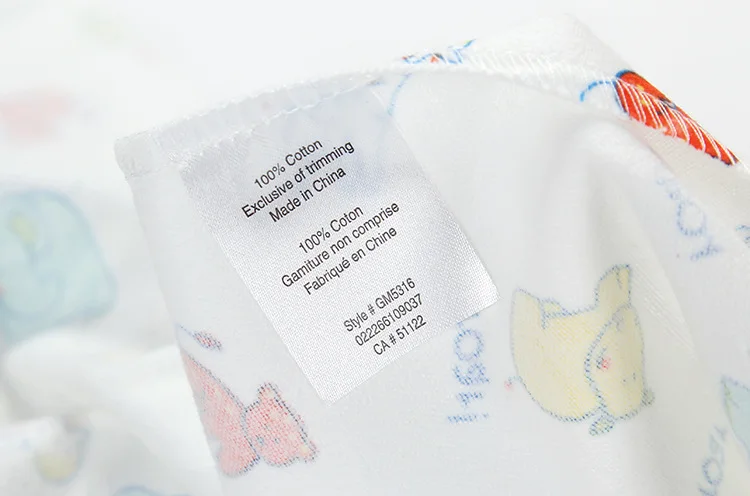 100% Cotton
Exclusive of trimming
Made in China
100% Coton
Garniture non comprise
Fabriqué en Chine
Style # GM5316
022266109037
CA # 51122